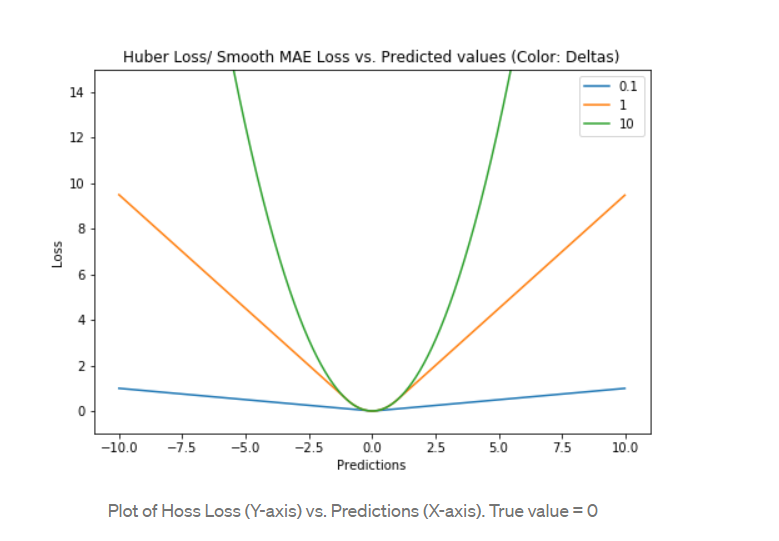 Huber Loss/ Smooth MAE Loss vs. Predicted values (Color: Deltas)
0.1
1
10
14
12
10
8
6
4
2
0
Loss
−10.0 −7.5 −5.0 −2.5 0.0 2.5 5.0 7.5 10.0
Predictions
Plot of Hoss Loss (Y-axis) vs. Predictions (X-axis). True value = 0